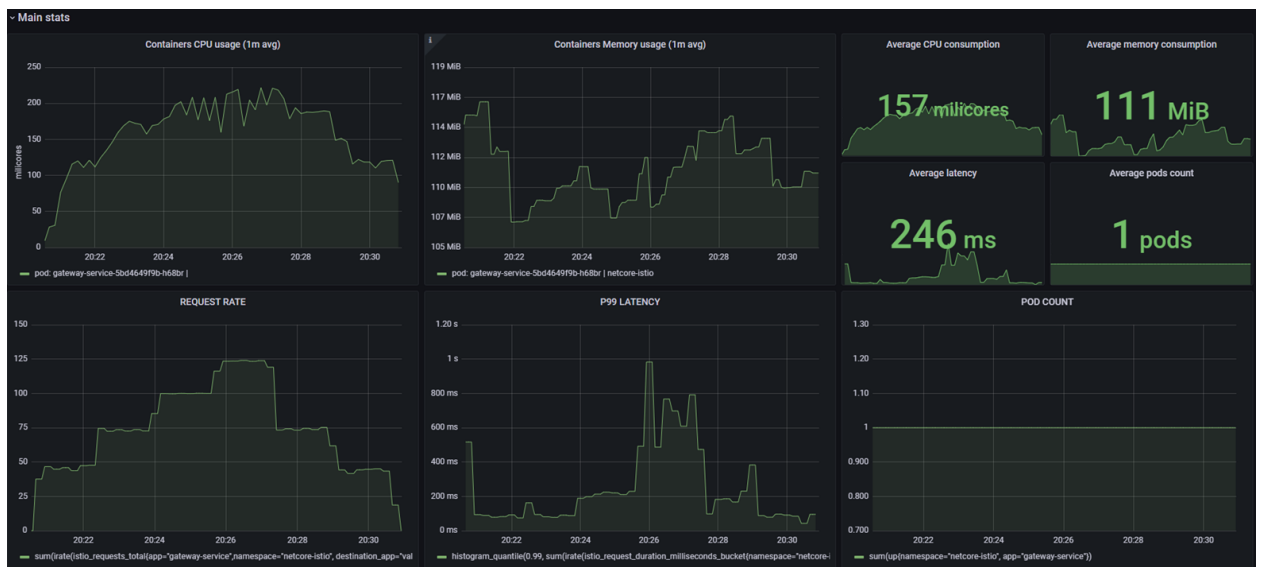 Main stats
Containers CPU usage (1m avg)
millicores
250
200
150
100
50
0
20:22
20:24
20:26
20:28
20:30
pod: gateway-service-5bd4649f9b-h68br |
i
Containers Memory usage (1m avg)
119 MiB
117 MiB
114 MiB
112 MiB
110 MiB
107 MiB
105 MiB
20:22
20:24
20:26
20:28
20:30
pod: gateway-service-5bd4649f9b-h68br | netcore-istio
Average CPU consumption
157 milicores
Average memory consumption
111 MiB
Average latency
246 ms
Average pods count
1 pods
REQUEST RATE
150
125
100
75
50
25
0
20:22
20:24
20:26
20:28
20:30
sum(irate(istio_requests_total{app="gateway-service",namespace="netcore-istio", destination_app="val
P99 LATENCY
1.20 s
1 s
800 ms
600 ms
400 ms
200 ms
0 ms
20:22
20:24
20:26
20:28
20:30
histogram_quantile(0.99, sum(irate(istio_request_duration_milliseconds_bucket{namespace="netcore-i
POD COUNT
1.30
1.20
1.10
1
0.900
0.800
0.700
20:22
20:24
20:26
20:28
20:30
sum(up{namespace="netcore-istio", app="gateway-service"})